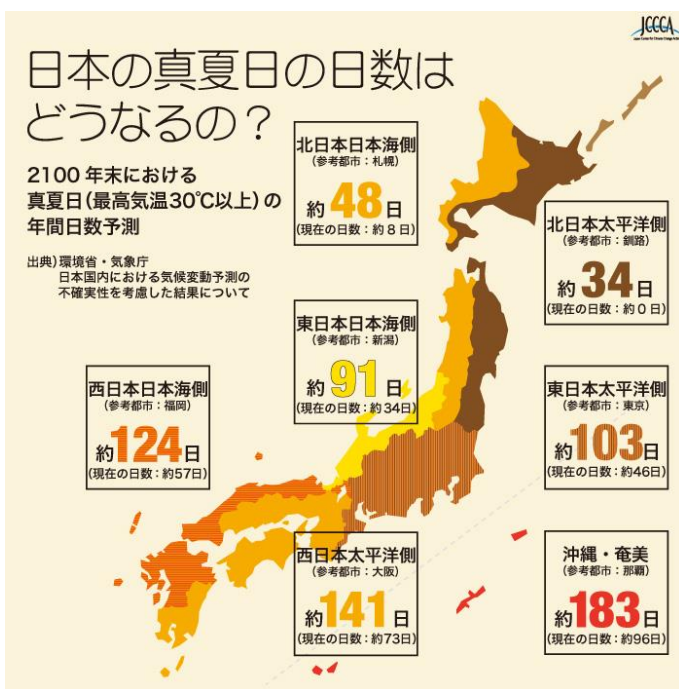 JCCCA
日本の真夏日の日数は
どうなるの？
2100年末における
真夏日（最高気温30℃以上）の
年間日数予測
出典）環境省・気象庁
日本国内における気候変動予測の
不確実性を考慮した結果について
北日本日本海側
（参考都市：札幌）
約48日
（現在の日数：約8日）
北日本太平洋側
（参考都市：釧路）
約34日
（現在の日数：約0日）
東日本日本海側
（参考都市：新潟）
約91日
（現在の日数：約34日）
西日本日本海側
（参考都市：福岡）
約124日
（現在の日数：約57日）
東日本太平洋側
（参考都市：東京）
約103日
（現在の日数：約46日）
西日本太平洋側
（参考都市：大阪）
約141日
（現在の日数：約73日）
沖縄・奄美
（参考都市：那覇）
約183日
（現在の日数：約96日）